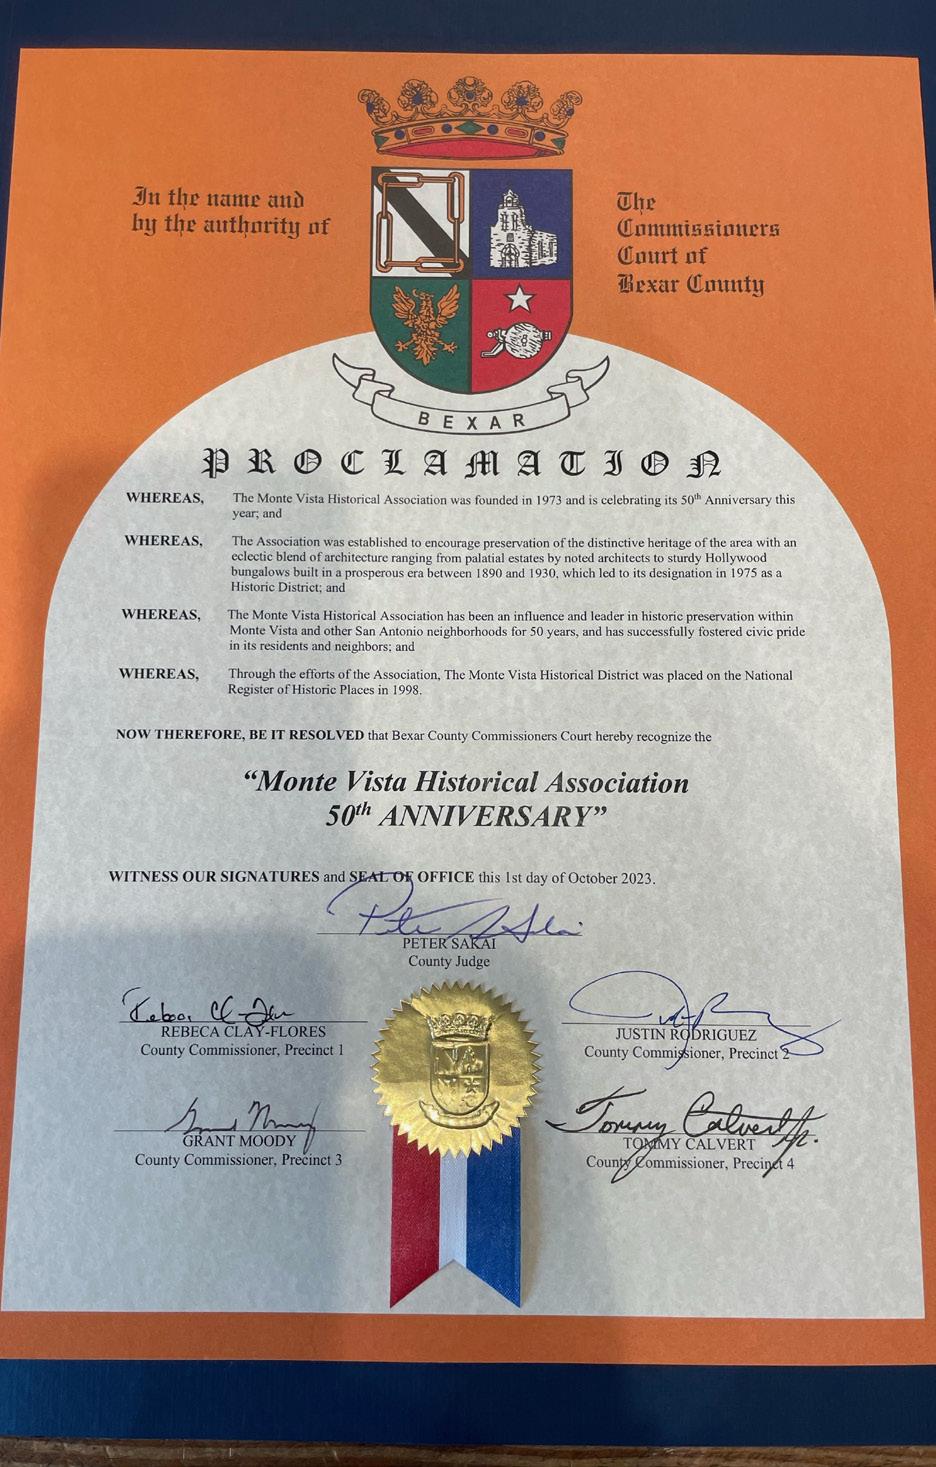 In the name and
by the authority of
The
Commissioners
Court of
Bexar County
BEXAR
PROCLAMATION
WHEREAS, The Monte Vista Historical Association was founded in 1973 and is celebrating its 50th Anniversary this
year; and
WHEREAS, The Association was established to encourage preservation of the distinctive heritage of the area with an
eclectic blend of architecture ranging from palatial estates by noted architects to sturdy Hollywood
bungalows built in a prosperous era between 1890 and 1930, which led to its designation in 1975 as a
Historic District; and
WHEREAS, The Monte Vista Historical Association has been an influence and leader in historic preservation within
Monte Vista and other San Antonio neighborhoods for 50 years, and has successfully fostered civic pride
in its residents and neighbors; and
WHEREAS, Through the efforts of the Association, The Monte Vista Historical District was placed on the National
Register of Historic Places in 1998.
NOW THEREFORE, BE IT RESOLVED that Bexar County Commissioners Court hereby recognize the
“Monte Vista Historical Association
50th ANNIVERSARY”
WITNESS OUR SIGNATURES and SEAL OF OFFICE this 1st day of October 2023.
PETER SAKAI
County Judge
REBECA CLAY-FLORES
County Commissioner, Precinct 1
JUSTIN RODRIGUEZ
County Commissioner, Precinct 2
GRANT MOODY
County Commissioner, Precinct 3
Tommy Calvert Jr.
TOMMY CALVERT
County Commissioner, Precinct 4